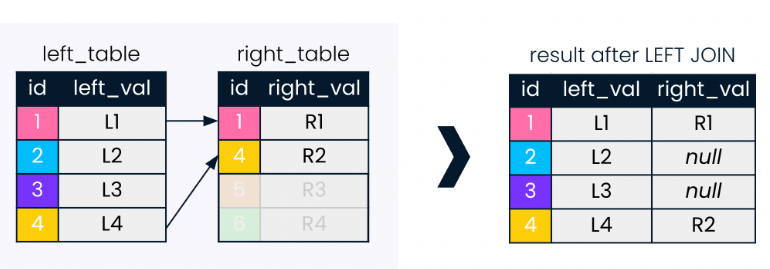 left_table right_table result after LEFT JOIN
id left_val id right_val id left_val right_val
1 L1 1 R1 1 L1 R1
2 L2 4 R2 2 L2 null
3 L3 5 R3 3 L3 null
4 L4 6 R4 4 L4 R2